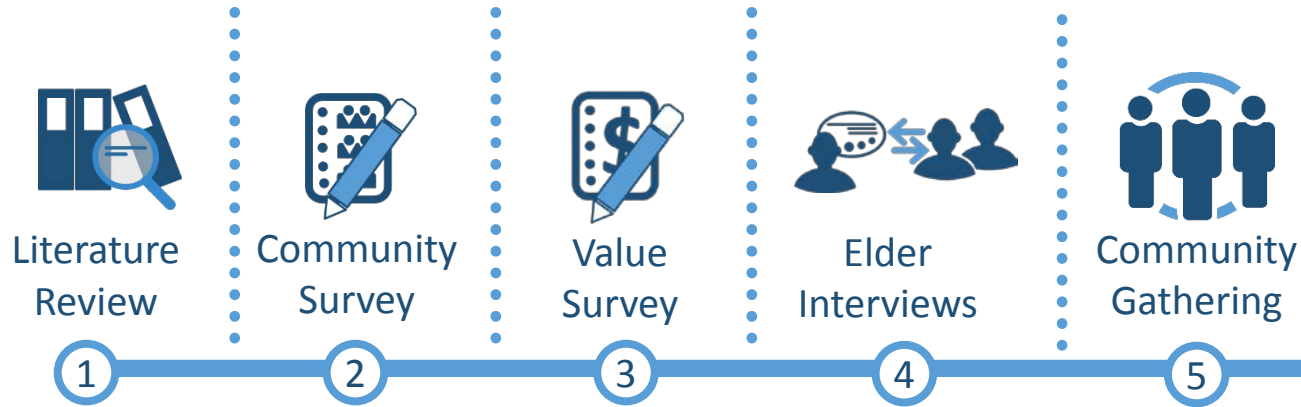 Literature
Review
1
Community
Survey
2
$
Value
Survey
3
Elder
Interviews
4
Community
Gathering
5